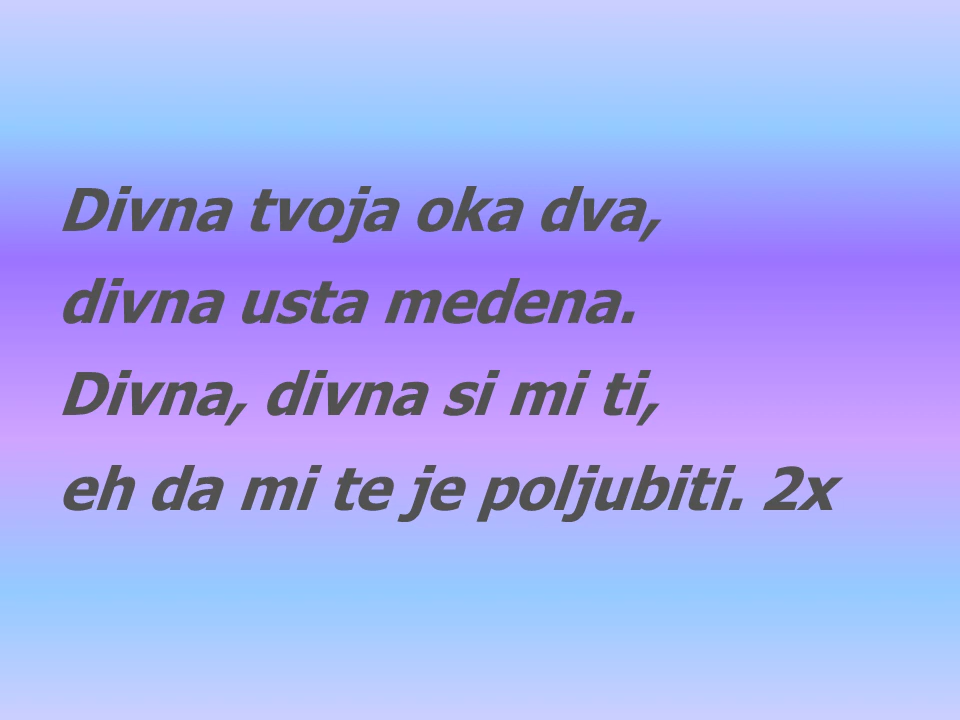 Divna tvoja oka dva,
divna usta medena.
Divna, divna si mi ti,
eh da mi te je poljubiti. 2x